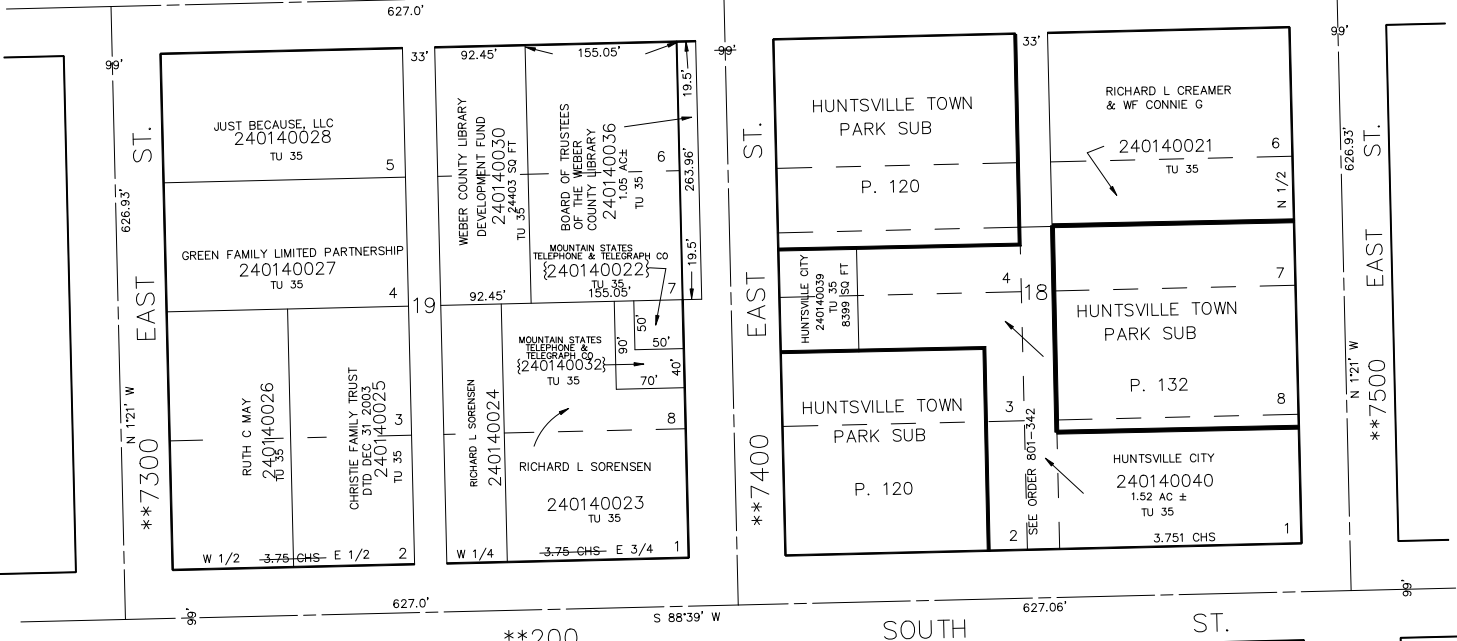 627.0'
99'
33'
92.45'
155.05'
99'
33'
99'
ST.
EAST
**7300
626.93'
N 1°21' W
JUST BECAUSE, LLC
240140028
TU 35
5
GREEN FAMILY LIMITED PARTNERSHIP
240140027
TU 35
4
19
RUTH C MAY
240140026
TU 35
CHRISTIE FAMILY TRUST
DTD DEC 31 2003
240140025
TU 35
3
W 1/2
3.75 CHS
E 1/2
2
WEBER COUNTY LIBRARY
DEVELOPMENT FUND
240140030
24403 SQ FT
TU 35
BOARD OF TRUSTEES
OF THE WEBER
COUNTY LIBRARY
240140036
1.05 AC±
TU 35
6
19.5'
263.96'
19.5'
MOUNTAIN STATES
TELEPHONE & TELEGRAPH CO
{240140022}
TU 35
7
92.45'
155.05'
50'
50'
90'
40'
70'
MOUNTAIN STATES
TELEPHONE &
TELEGRAPH CO
{240140032}
TU 35
8
RICHARD L SORENSEN
240140024
RICHARD L SORENSEN
240140023
TU 35
W 1/4
3.75 CHS
E 3/4
1
ST.
EAST
**7400
HUNTSVILLE TOWN
PARK SUB
P. 120
HUNTSVILLE CITY
240140039
TU 35
8399 SQ FT
4
18
HUNTSVILLE TOWN
PARK SUB
P. 120
3
2
SEE ORDER 801-342
RICHARD L CREAMER
& WF CONNIE G
240140021
TU 35
6
N 1/2
7
HUNTSVILLE TOWN
PARK SUB
P. 132
8
HUNTSVILLE CITY
240140040
1.52 AC ±
TU 35
3.751 CHS
1
626.93'
N 1°21' W
ST.
EAST
**7500
99'
627.0'
S 88°39' W
627.06'
99'
**200
SOUTH
ST.